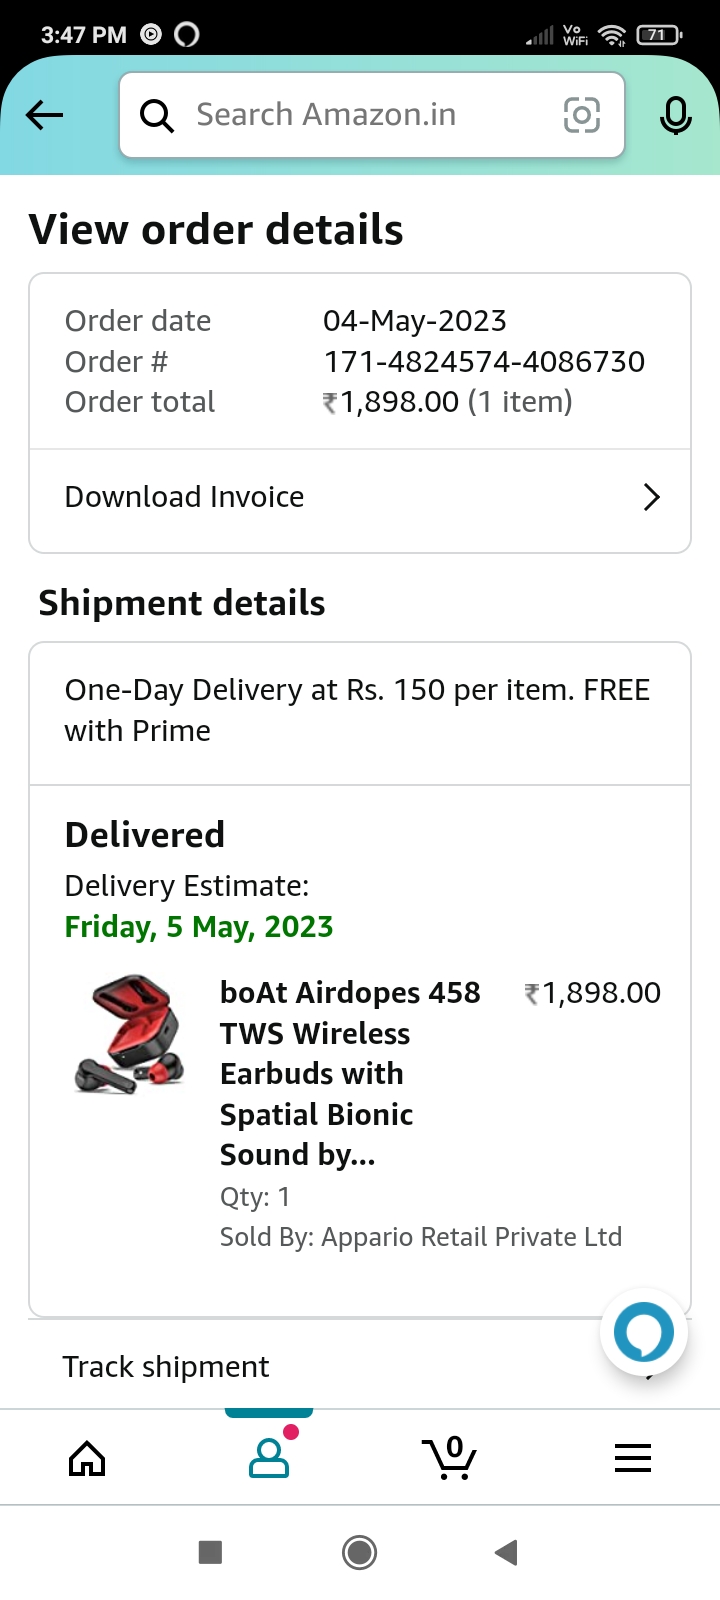 3:47 PM
Vo
WiFi
71
Search Amazon.in
View order details
Order date 04-May-2023
Order # 171-4824574-4086730
Order total ₹1,898.00 (1 item)
Download Invoice
Shipment details
One-Day Delivery at Rs. 150 per item. FREE
with Prime
Delivered
Delivery Estimate:
Friday, 5 May, 2023
boAt Airdopes 458 ₹1,898.00
TWS Wireless
Earbuds with
Spatial Bionic
Sound by...
Qty: 1
Sold By: Appario Retail Private Ltd
Track shipment
0